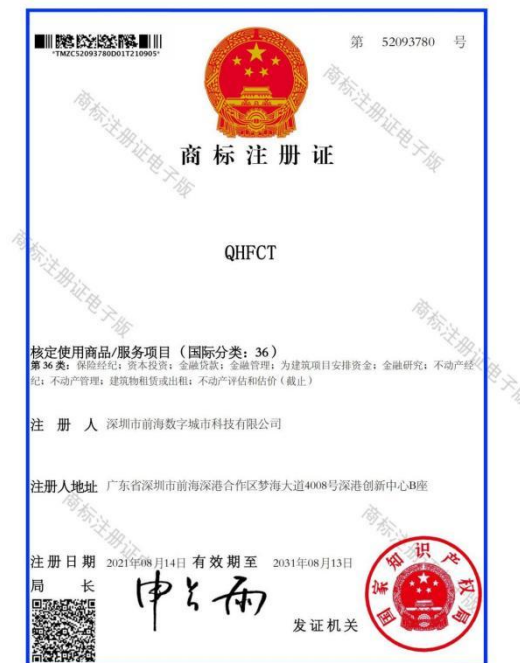 *TMZC52093780D01T210905*
第 52093780 号
商标注册证
QHFCT
核定使用商品/服务项目（国际分类：36）
第36类：保险经纪；资本投资；金融贷款；金融管理；为建筑项目安排资金；金融研究；不动产经
纪；不动产管理；建筑物租赁或出租；不动产评估和估价（截止）
注册人 深圳市前海数字城市科技有限公司
注册人地址 广东省深圳市前海深港合作区梦海大道4008号深港创新中心B座
注册日期 2021年08月14日 有效期至 2031年08月13日
局长 申长雨
发证机关
国家知识产权局
商标注册证电子版
商标注册证电子版
商标注册证电子版
商标注册证电子版
商标注册证电子版
商标注册证电子版